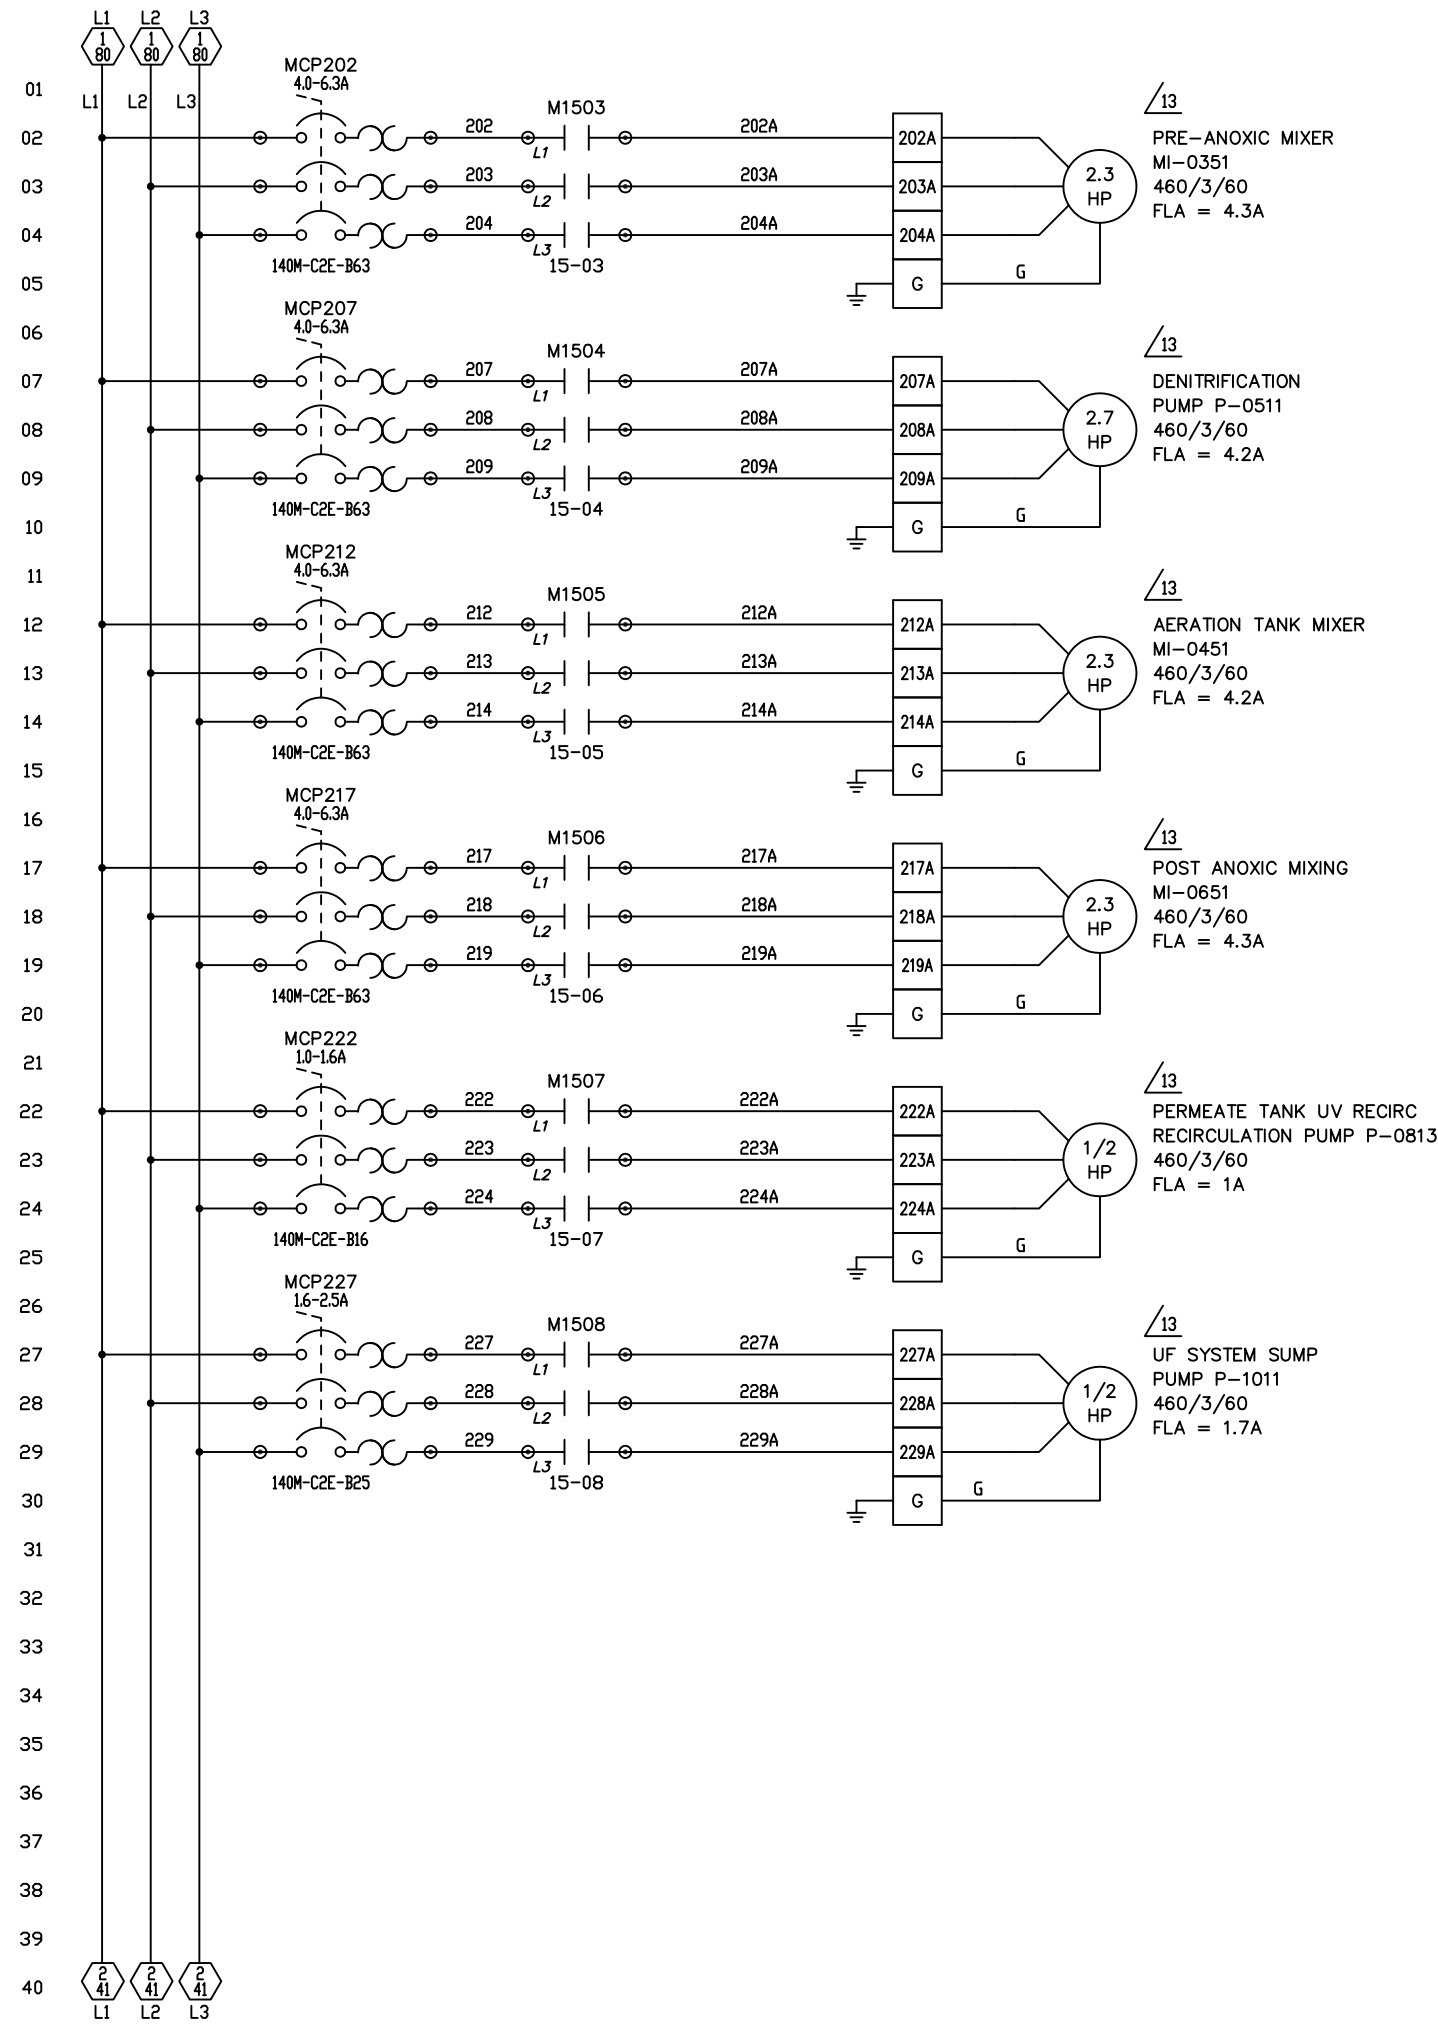 L1 L2 L3
1 1 1
80 80 80
MCP202
4.0-6.3A
01
L1 L2 L3
M1503
13
02
202
L1
202A
202A
PRE-ANOXIC MIXER
MI-0351
03
203
L2
203A
203A
2.3
HP
460/3/60
FLA = 4.3A
04
204
L3
204A
204A
140M-C2E-B63
15-03
05
G
G
MCP207
4.0-6.3A
06
M1504
13
07
207
L1
207A
207A
DENITRIFICATION
PUMP P-0511
08
208
L2
208A
208A
2.7
HP
460/3/60
FLA = 4.2A
09
209
L3
209A
209A
140M-C2E-B63
15-04
10
G
G
MCP212
4.0-6.3A
11
M1505
13
12
212
L1
212A
212A
AERATION TANK MIXER
MI-0451
13
213
L2
213A
213A
2.3
HP
460/3/60
FLA = 4.2A
14
214
L3
214A
214A
140M-C2E-B63
15-05
15
G
G
MCP217
4.0-6.3A
16
M1506
13
17
217
L1
217A
217A
POST ANOXIC MIXING
MI-0651
18
218
L2
218A
218A
2.3
HP
460/3/60
FLA = 4.3A
19
219
L3
219A
219A
140M-C2E-B63
15-06
20
G
G
MCP222
1.0-1.6A
21
M1507
13
22
222
L1
222A
222A
PERMEATE TANK UV RECIRC
RECIRCULATION PUMP P-0813
23
223
L2
223A
223A
1/2
HP
460/3/60
FLA = 1A
24
224
L3
224A
224A
140M-C2E-B16
15-07
25
G
G
MCP227
1.6-2.5A
26
M1508
13
27
227
L1
227A
227A
UF SYSTEM SUMP
PUMP P-1011
28
228
L2
228A
228A
1/2
HP
460/3/60
FLA = 1.7A
29
229
L3
229A
229A
140M-C2E-B25
15-08
30
G
G
31
32
33
34
35
36
37
38
39
40
2 2 2
41 41 41
L1 L2 L3